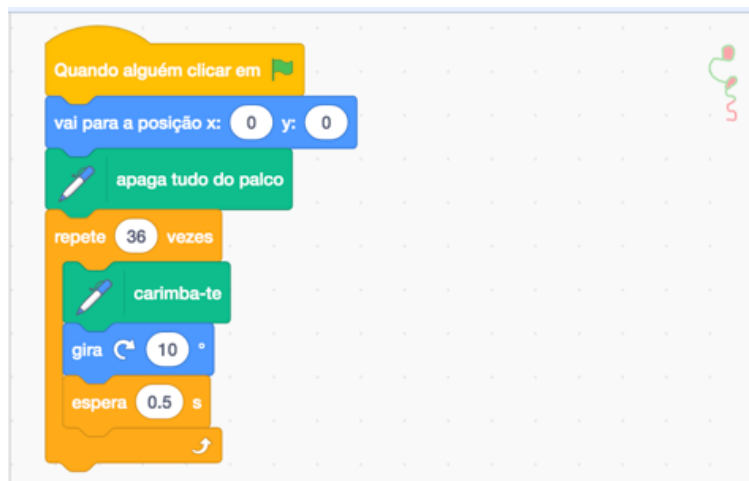 Quando alguém clicar em
vai para a posição x: 0 y: 0
apaga tudo do palco
repete 36 vezes
carimba-te
gira 10 °
espera 0.5 s